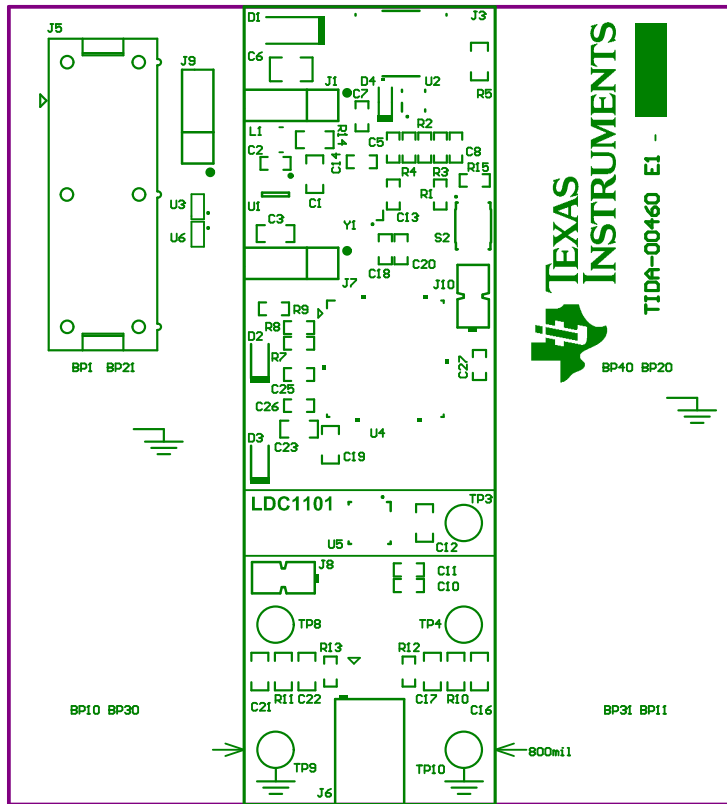 D1
J3
J5
C6
J9
J1
D4
U2
C7
R5
TEXAS
INSTRUMENTS
TIDA-00460 E1 -
L1
R14
R2
C5
C8
C2
C14
R4
R3
R15
U3
U1
C1
R1
C3
Y1
C13
S2
U6
C18
C20
J7
J10
R9
R8
D2
R7
C27
BP1 BP21
BP40 BP20
C25
C26
D3
C23
U4
C19
LDC1101
TP3
U5
C12
J8
C11
C10
TP8
TP4
R13
R12
BP10 BP30
C21
R11
C22
C17
R10
C16
BP31 BP11
800mil
TP9
TP10
J6